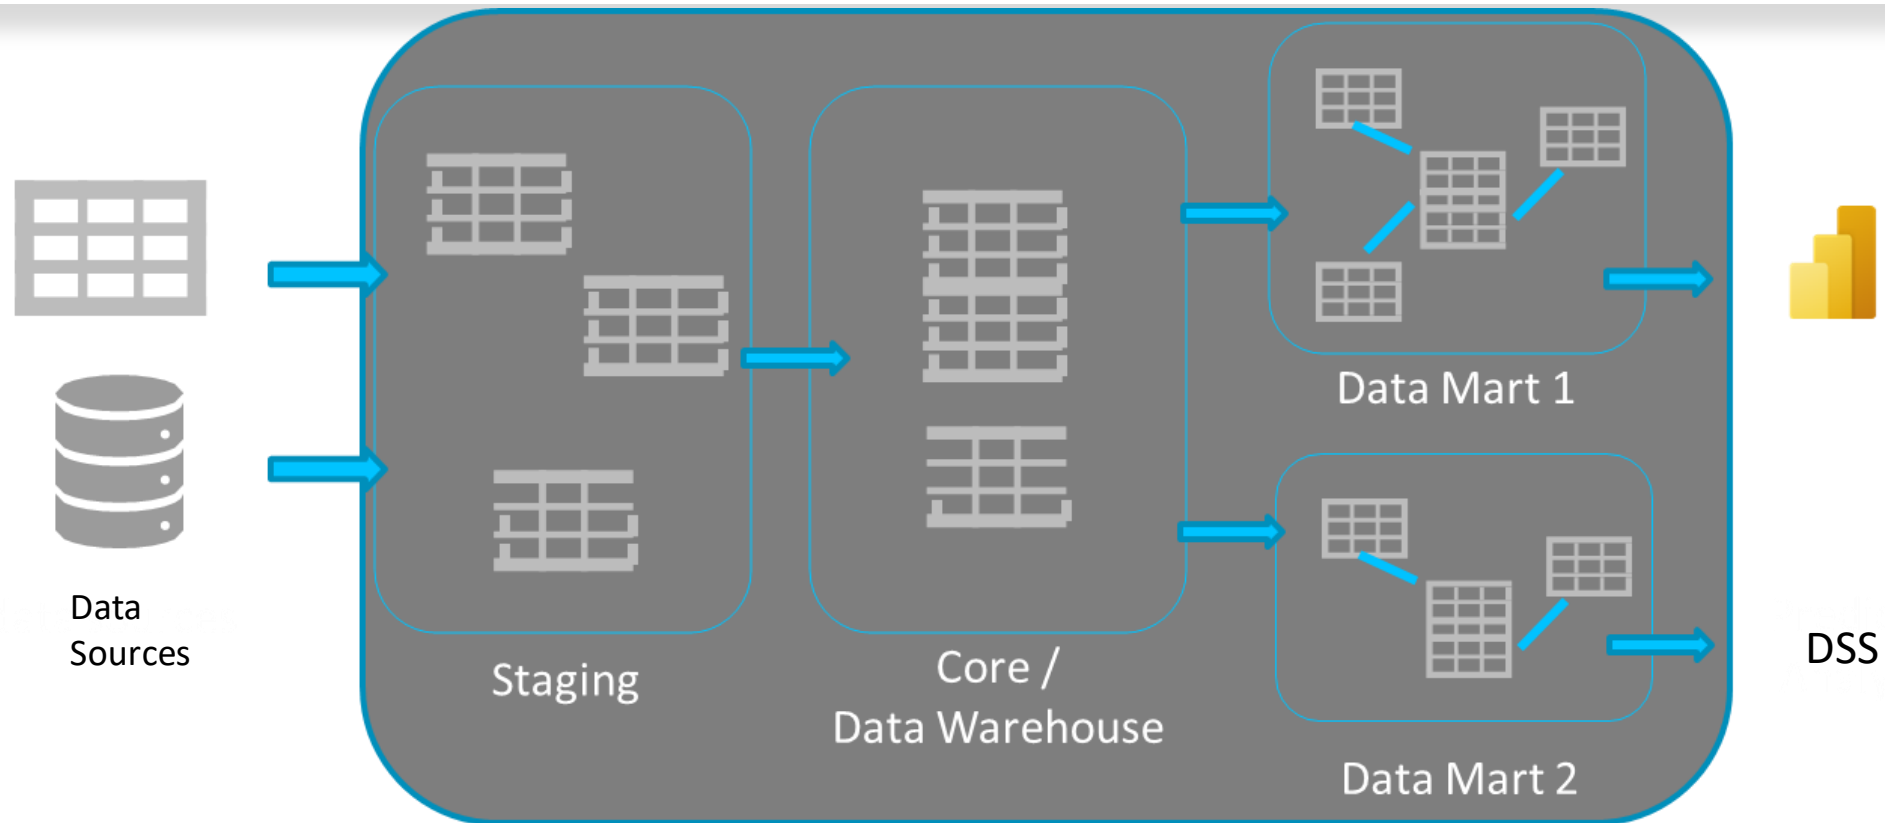 Data
Sources
Staging
Core /
Data Warehouse
Data Mart 1
Data Mart 2
DSS